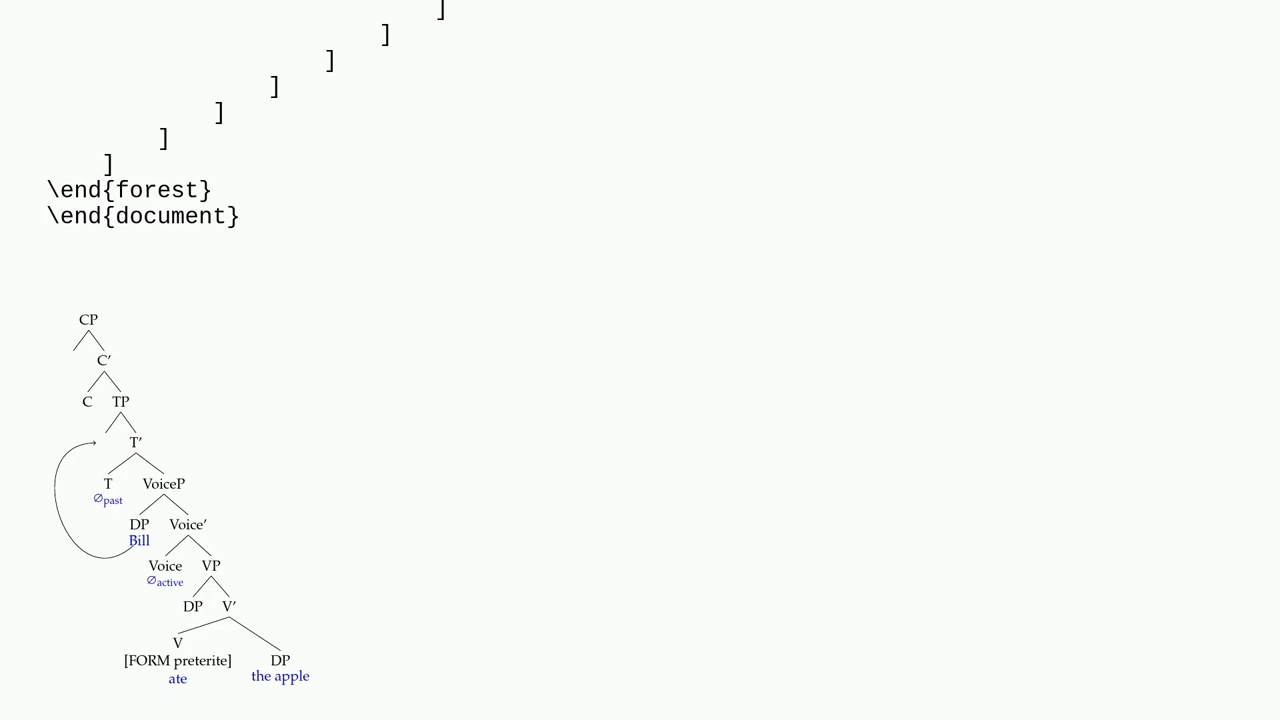 ]
]
]
]
]
]
]
\end{forest}
\end{document}
CP
C′
C TP
T′
T VoiceP
∅past
DP Voice′
Bill
Voice VP
∅active
DP V′
V
[FORM preterite] DP
ate the apple